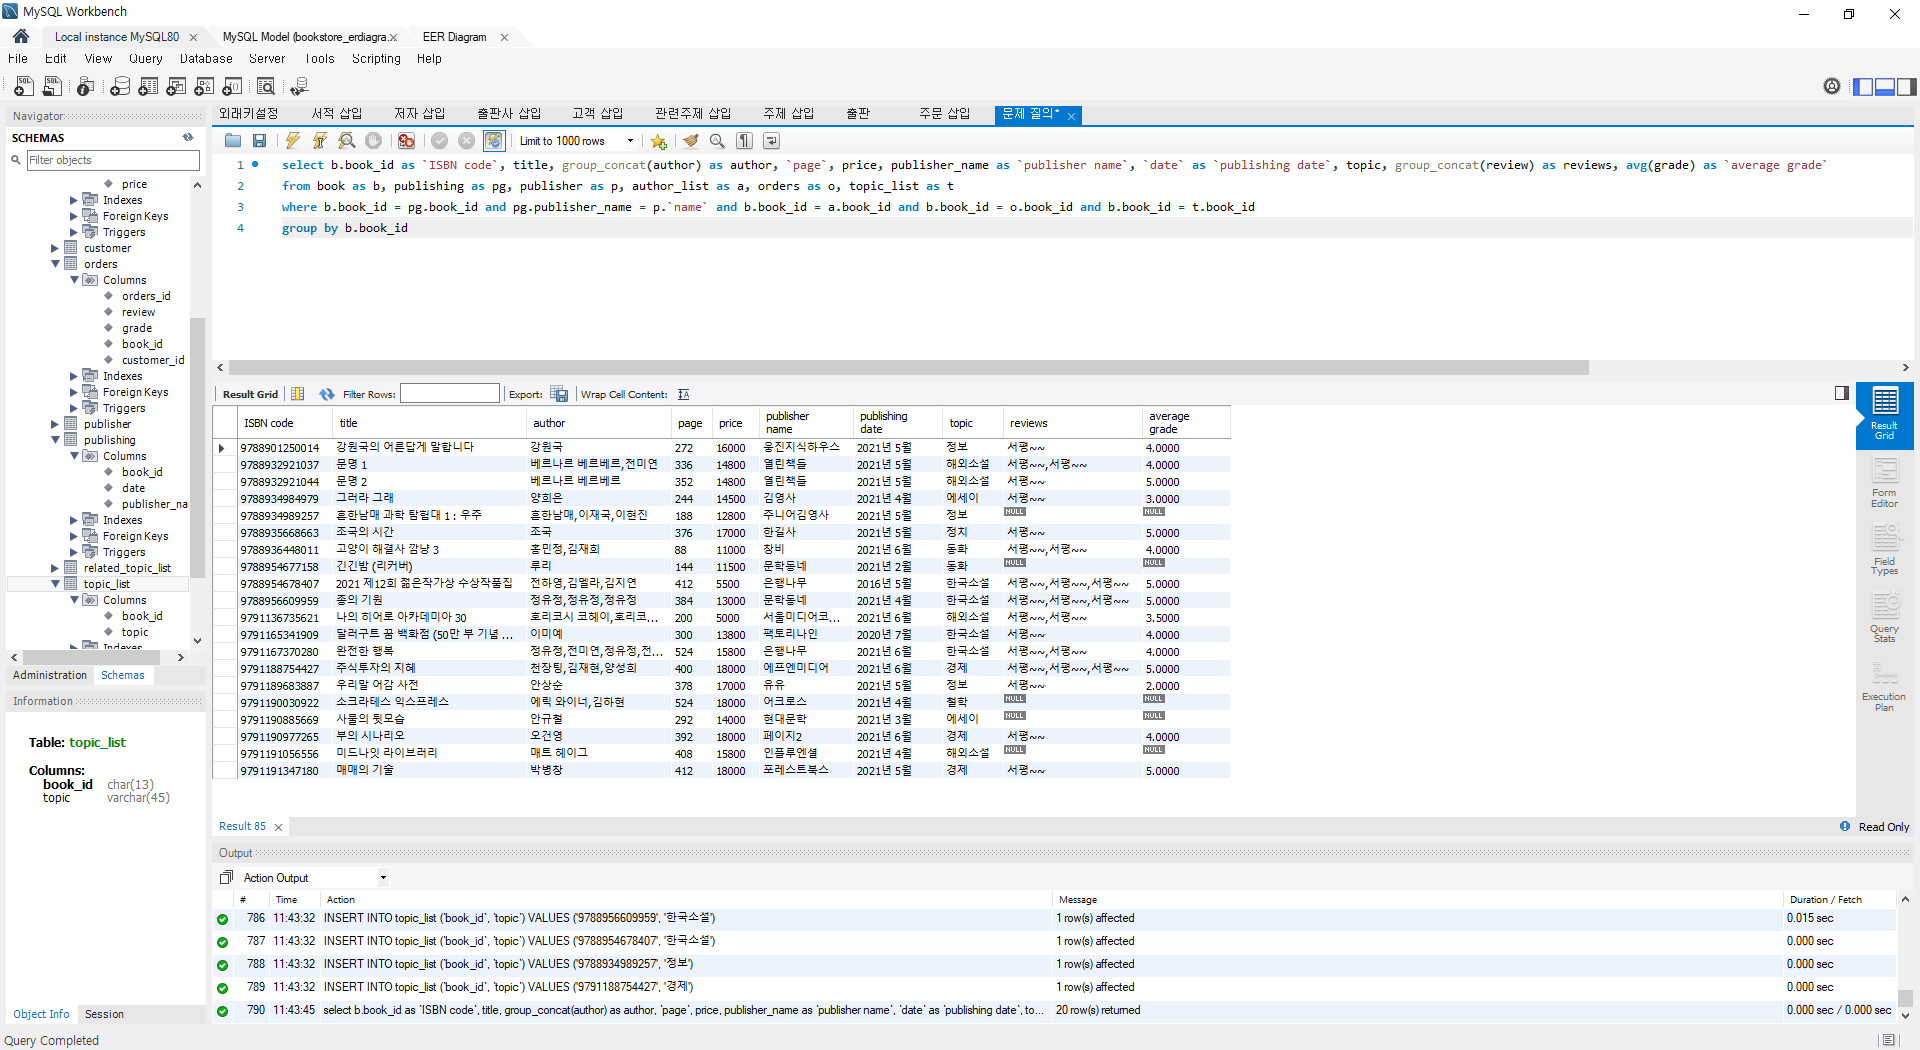 MySQL Workbench
Local instance MySQL80 MySQL Model (bookstore_erdiagra... EER Diagram
File Edit View Query Database Server Tools Scripting Help
Navigator
SCHEMAS
Filter objects
price
Indexes
Foreign Keys
Triggers
customer
orders
Columns
orders_id
review
grade
book_id
customer_id
Indexes
Foreign Keys
Triggers
publisher
publishing
Columns
book_id
date
publisher_na
Indexes
Foreign Keys
Triggers
related_topic_list
topic_list
Columns
book_id
topic
Indexes
Administration Schemas
Information
Table: topic_list
Columns:
book_id char(13)
topic varchar(45)
Object Info Session
Query Completed
외래키설정 서적 삽입 저자 삽입 출판사 삽입 고객 삽입 관련주제 삽입 주제 삽입 출판 주문 삽입 문제 질의*
Limit to 1000 rows
1 select b.book_id as `ISBN code`, title, group_concat(author) as author, `page`, price, publisher_name as `publisher name`, `date` as `publishing date`, topic, group_concat(review) as reviews, avg(grade) as `average grade`
2 from book as b, publishing as pg, publisher as p, author_list as a, orders as o, topic_list as t
3 where b.book_id = pg.book_id and pg.publisher_name = p.`name` and b.book_id = a.book_id and b.book_id = o.book_id and b.book_id = t.book_id
4 group by b.book_id
Result Grid Filter Rows: Export: Wrap Cell Content:
ISBN code title author page price publisher name publishing date topic reviews average grade
9788901250014 강원국의 어른답게 말합니다 강원국 272 16000 웅진지식하우스 2021년 5월 정보 서평~~ 4.0000
9788932921037 문명 1 베르나르 베르베르,전미연 336 14800 열린책들 2021년 5월 해외소설 서평~~,서평~~ 4.0000
9788932921044 문명 2 베르나르 베르베르 352 14800 열린책들 2021년 5월 해외소설 서평~~ 5.0000
9788934984979 그러라 그래 양희은 244 14500 김영사 2021년 4월 에세이 서평~~ 3.0000
9788934989257 흔한남매 과학 탐험대 1 : 우주 흔한남매,이재국,이현진 188 12800 주니어김영사 2021년 5월 정보 NULL NULL
9788935668663 조국의 시간 조국 376 17000 한길사 2021년 5월 정치 서평~~ 5.0000
9788936448011 고양이 해결사 깜냥 3 홍민정,김재희 88 11000 창비 2021년 6월 동화 서평~~,서평~~ 4.0000
9788954677158 긴긴밤 (리커버) 루리 144 11500 문학동네 2021년 2월 동화 NULL NULL
9788954678407 2021 제12회 젊은작가상 수상작품집 전하영,김멜라,김지연 412 5500 은행나무 2016년 5월 한국소설 서평~~,서평~~,서평~~ 5.0000
9788956609959 종의 기원 정유정,정유정,정유정 384 13000 문학동네 2021년 4월 한국소설 서평~~,서평~~,서평~~ 5.0000
9791136735621 나의 히어로 아카데미아 30 호리코시 코헤이,호리코... 200 5000 서울미디어코... 2021년 6월 해외소설 서평~~,서평~~ 3.5000
9791165341909 달러구트 꿈 백화점 (50만 부 기념 ... 이미예 300 13800 팩토리나인 2020년 7월 한국소설 서평~~ 4.0000
9791167370280 완전한 행복 정유정,전미연,정유정,전... 524 15800 은행나무 2021년 6월 한국소설 서평~~,서평~~ 4.0000
9791188754427 주식투자의 지혜 천장팅,김재현,양성희 400 18000 에프엔미디어 2021년 6월 경제 서평~~,서평~~,서평~~ 5.0000
9791189683887 우리말 어감 사전 안상순 378 17000 유유 2021년 5월 정보 서평~~ 2.0000
9791190030922 소크라테스 익스프레스 에릭 와이너,김하현 524 18000 어크로스 2021년 4월 철학 NULL NULL
9791190885669 사물의 뒷모습 안규철 292 14000 현대문학 2021년 3월 에세이 NULL NULL
9791190977265 부의 시나리오 오건영 392 18000 페이지2 2021년 6월 경제 서평~~ 4.0000
9791191056556 미드나잇 라이브러리 매트 헤이그 408 15800 인플루엔셜 2021년 4월 해외소설 NULL NULL
9791191347180 매매의 기술 박병창 412 18000 포레스트북스 2021년 5월 경제 서평~~ 5.0000
Result Grid
Form Editor
Field Types
Query Stats
Execution Plan
Result 85 Read Only
Output
Action Output
# Time Action Message Duration / Fetch
786 11:43:32 INSERT INTO topic_list (`book_id`, `topic`) VALUES ('9788956609959', '한국소설') 1 row(s) affected 0.015 sec
787 11:43:32 INSERT INTO topic_list (`book_id`, `topic`) VALUES ('9788954678407', '한국소설') 1 row(s) affected 0.000 sec
788 11:43:32 INSERT INTO topic_list (`book_id`, `topic`) VALUES ('9788934989257', '정보') 1 row(s) affected 0.000 sec
789 11:43:32 INSERT INTO topic_list (`book_id`, `topic`) VALUES ('9791188754427', '경제') 1 row(s) affected 0.000 sec
790 11:43:45 select b.book_id as `ISBN code`, title, group_concat(author) as author, `page`, price, publisher_name as `publisher name`, `date` as `publishing date`, to... 20 row(s) returned 0.000 sec / 0.000 sec